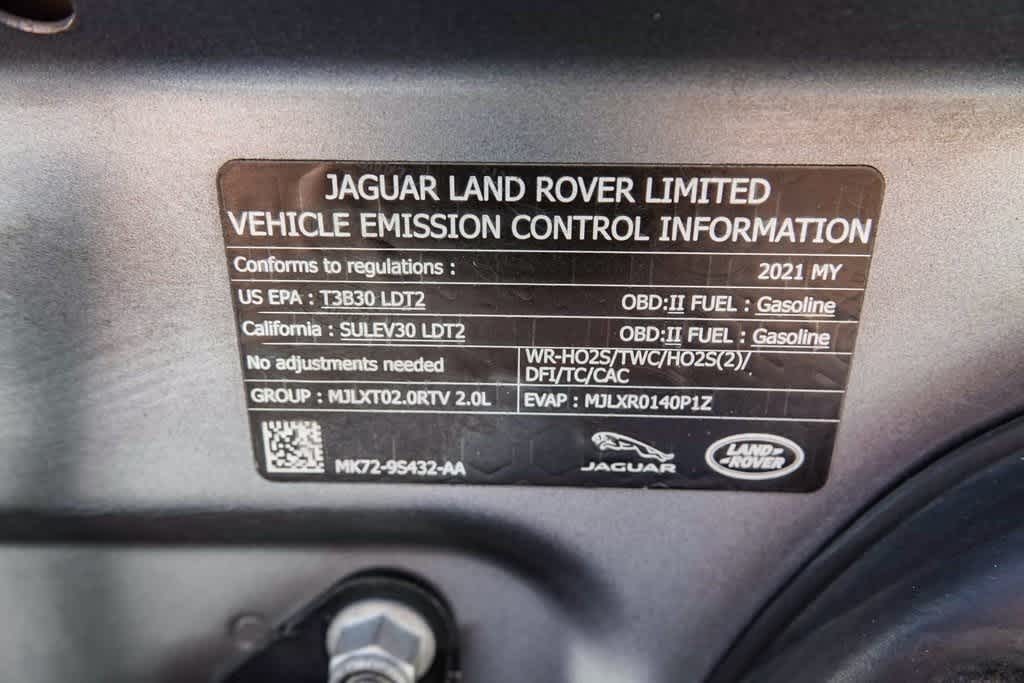 JAGUAR LAND ROVER LIMITED
VEHICLE EMISSION CONTROL INFORMATION
Conforms to regulations : 2021 MY
US EPA : T3B30 LDT2 OBD:II FUEL : Gasoline
California : SULEV30 LDT2 OBD:II FUEL : Gasoline
No adjustments needed
WR-HO2S/TWC/HO2S(2)/
DFI/TC/CAC
GROUP : MJLXT02.0RTV 2.0L EVAP : MJLXR0140P1Z
MK72-9S432-AA
JAGUAR
LAND-
-ROVER